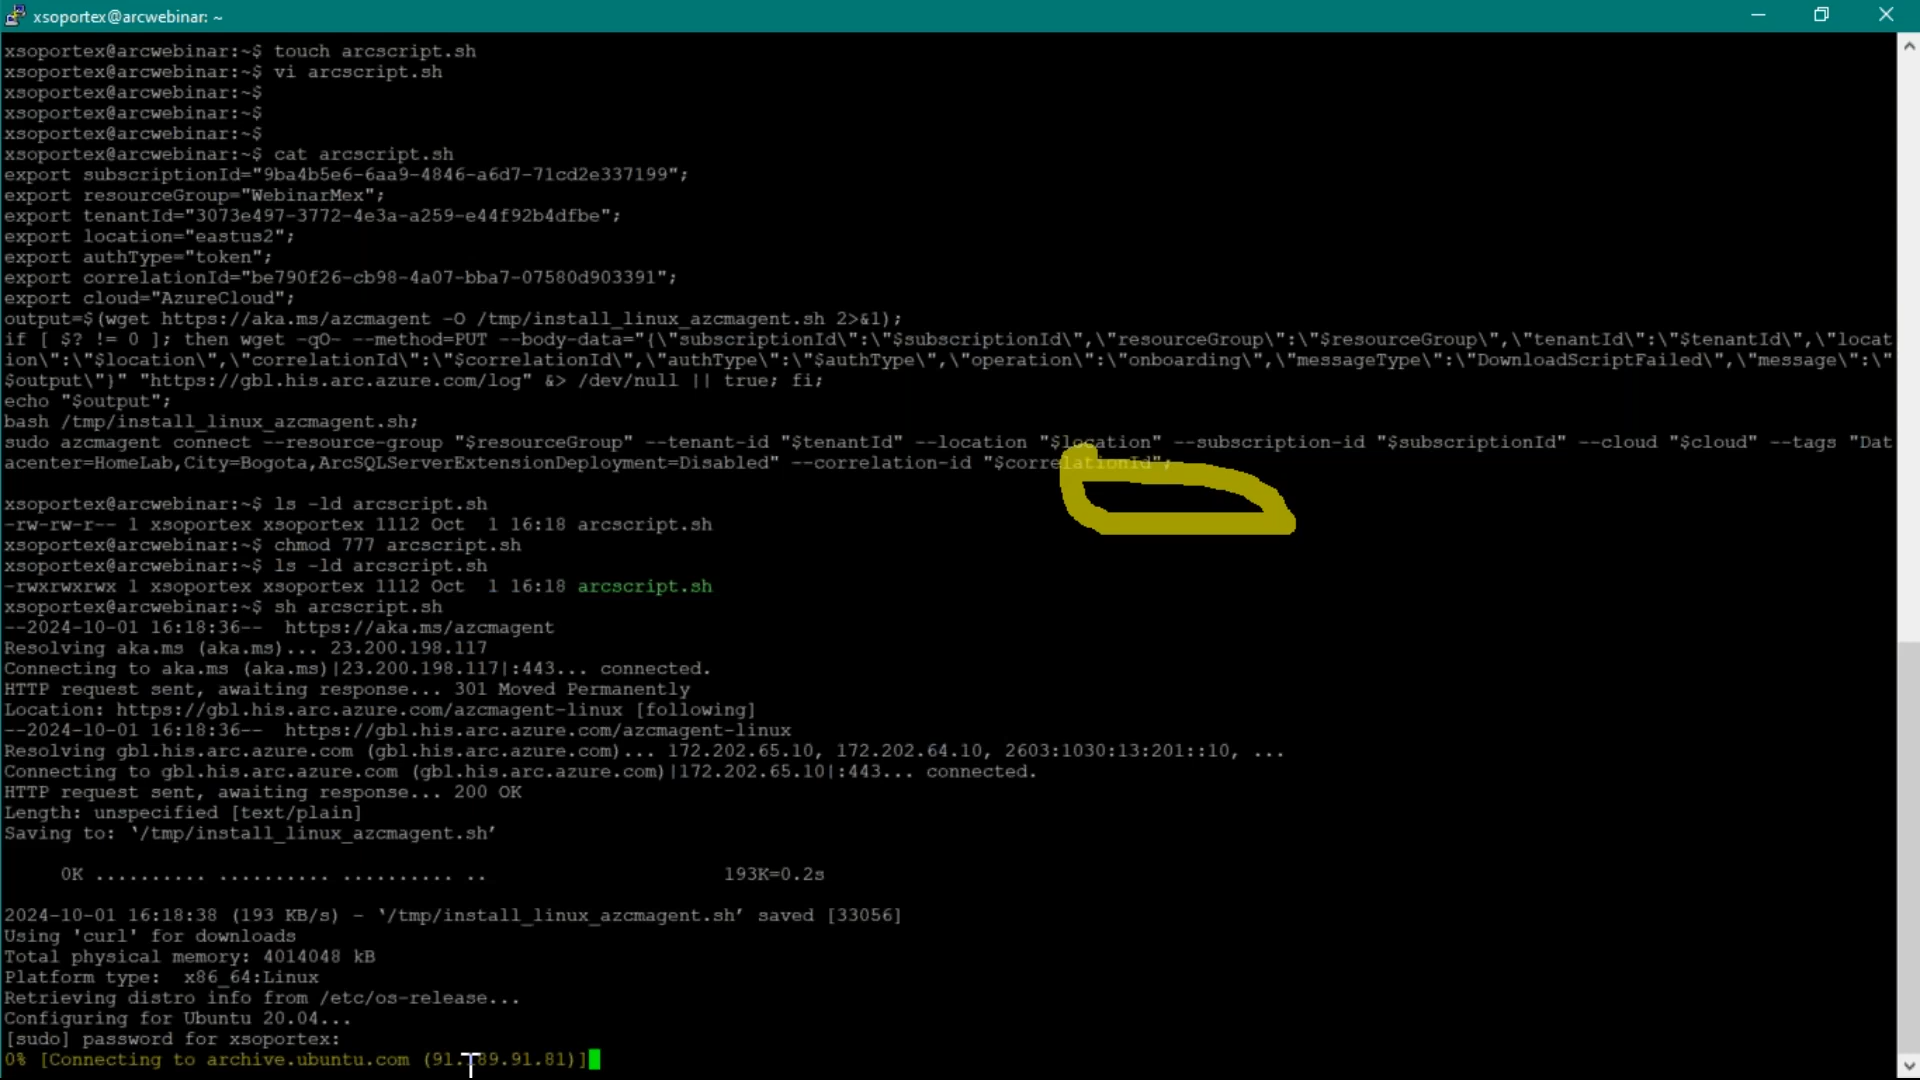 xsoportex@arcwebinar: ~
xsoportex@arcwebinar:~$ touch arcscript.sh
xsoportex@arcwebinar:~$ vi arcscript.sh
xsoportex@arcwebinar:~$
xsoportex@arcwebinar:~$
xsoportex@arcwebinar:~$
xsoportex@arcwebinar:~$ cat arcscript.sh
export subscriptionId="9ba4b5e6-6aa9-4846-a6d7-71cd2e337199";
export resourceGroup="WebinarMex";
export tenantId="3073e497-3772-4e3a-a259-e44f92b4dfbe";
export location="eastus2";
export authType="token";
export correlationId="be790f26-cb98-4a07-bba7-07580d903391";
export cloud="AzureCloud";
output=$(wget https://aka.ms/azcmagent -O /tmp/install_linux_azcmagent.sh 2>&1);
if [ $? != 0 ]; then wget -qO- --method=PUT --body-data="{\"subscriptionId\":\"$subscriptionId\",\"resourceGroup\":\"$resourceGroup\",\"tenantId\":\"$tenantId\",\"locat
ion\":\"$location\",\"correlationId\":\"$correlationId\",\"authType\":\"$authType\",\"operation\":\"onboarding\",\"messageType\":\"DownloadScriptFailed\",\"message\":\"
$output\"}" "https://gbl.his.arc.azure.com/log" &> /dev/null || true; fi;
echo "$output";
bash /tmp/install_linux_azcmagent.sh;
sudo azcmagent connect --resource-group "$resourceGroup" --tenant-id "$tenantId" --location "$location" --subscription-id "$subscriptionId" --cloud "$cloud" --tags "Dat
acenter=HomeLab,City=Bogota,ArcSQLServerExtensionDeployment=Disabled" --correlation-id "$correlationId";
xsoportex@arcwebinar:~$ ls -ld arcscript.sh
-rw-rw-r-- 1 xsoportex xsoportex 1112 Oct  1 16:18 arcscript.sh
xsoportex@arcwebinar:~$ chmod 777 arcscript.sh
xsoportex@arcwebinar:~$ ls -ld arcscript.sh
-rwxrwxrwx 1 xsoportex xsoportex 1112 Oct  1 16:18 arcscript.sh
xsoportex@arcwebinar:~$ sh arcscript.sh
--2024-10-01 16:18:36--  https://aka.ms/azcmagent
Resolving aka.ms (aka.ms)... 23.200.198.117
Connecting to aka.ms (aka.ms)|23.200.198.117|:443... connected.
HTTP request sent, awaiting response... 301 Moved Permanently
Location: https://gbl.his.arc.azure.com/azcmagent-linux [following]
--2024-10-01 16:18:36--  https://gbl.his.arc.azure.com/azcmagent-linux
Resolving gbl.his.arc.azure.com (gbl.his.arc.azure.com)... 172.202.65.10, 172.202.64.10, 2603:1030:13:201::10, ...
Connecting to gbl.his.arc.azure.com (gbl.his.arc.azure.com)|172.202.65.10|:443... connected.
HTTP request sent, awaiting response... 200 OK
Length: unspecified [text/plain]
Saving to: ‘/tmp/install_linux_azcmagent.sh’
0K .......... .......... .......... .. 193K=0.2s
2024-10-01 16:18:38 (193 KB/s) - ‘/tmp/install_linux_azcmagent.sh’ saved [33056]
Using 'curl' for downloads
Total physical memory: 4014048 kB
Platform type:  x86_64:Linux
Retrieving distro info from /etc/os-release...
Configuring for Ubuntu 20.04...
[sudo] password for xsoportex:
0% [Connecting to archive.ubuntu.com (91.189.91.81)]